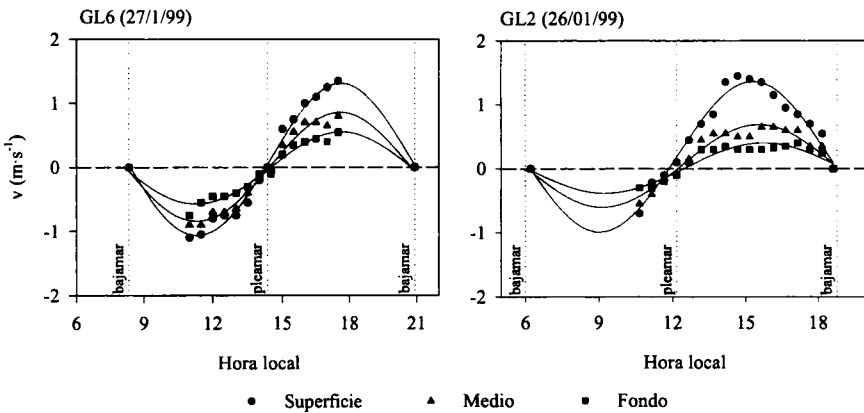 GL6 (27/1/99)
GL2 (26/01/99)
v (m·s⁻¹)
2
1
0
-1
-2
bajamar
pleamar
bajamar
6 9 12 15 18 21
Hora local
2
1
0
-1
-2
bajamar
pleamar
bajamar
6 9 12 15 18
Hora local
Superficie Medio Fondo